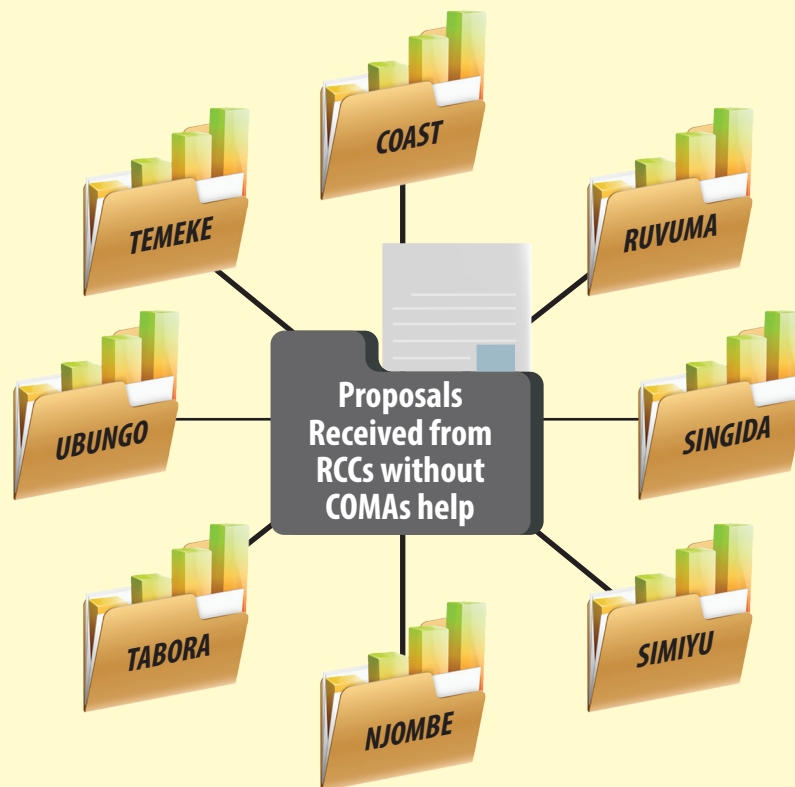 COAST
TEMEKE
RUVUMA
Proposals
Received from
RCCs without
COMAs help
UBUNGO
SINGIDA
TABORA
SIMIYU
NJOMBE